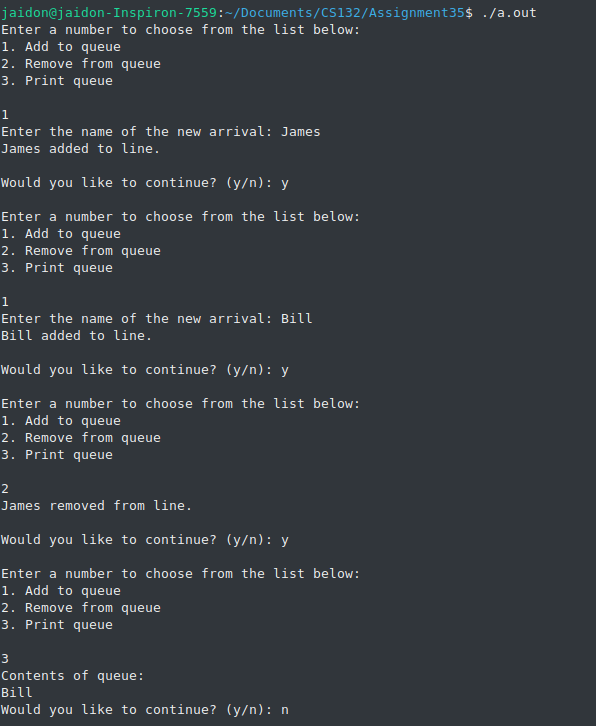 jaidon@jaidon-Inspiron-7559:~/Documents/CS132/Assignment35$ ./a.out
Enter a number to choose from the list below:
1. Add to queue
2. Remove from queue
3. Print queue

1
Enter the name of the new arrival: James
James added to line.

Would you like to continue? (y/n): y

Enter a number to choose from the list below:
1. Add to queue
2. Remove from queue
3. Print queue

1
Enter the name of the new arrival: Bill
Bill added to line.

Would you like to continue? (y/n): y

Enter a number to choose from the list below:
1. Add to queue
2. Remove from queue
3. Print queue

2
James removed from line.

Would you like to continue? (y/n): y

Enter a number to choose from the list below:
1. Add to queue
2. Remove from queue
3. Print queue

3
Contents of queue:
Bill
Would you like to continue? (y/n): n